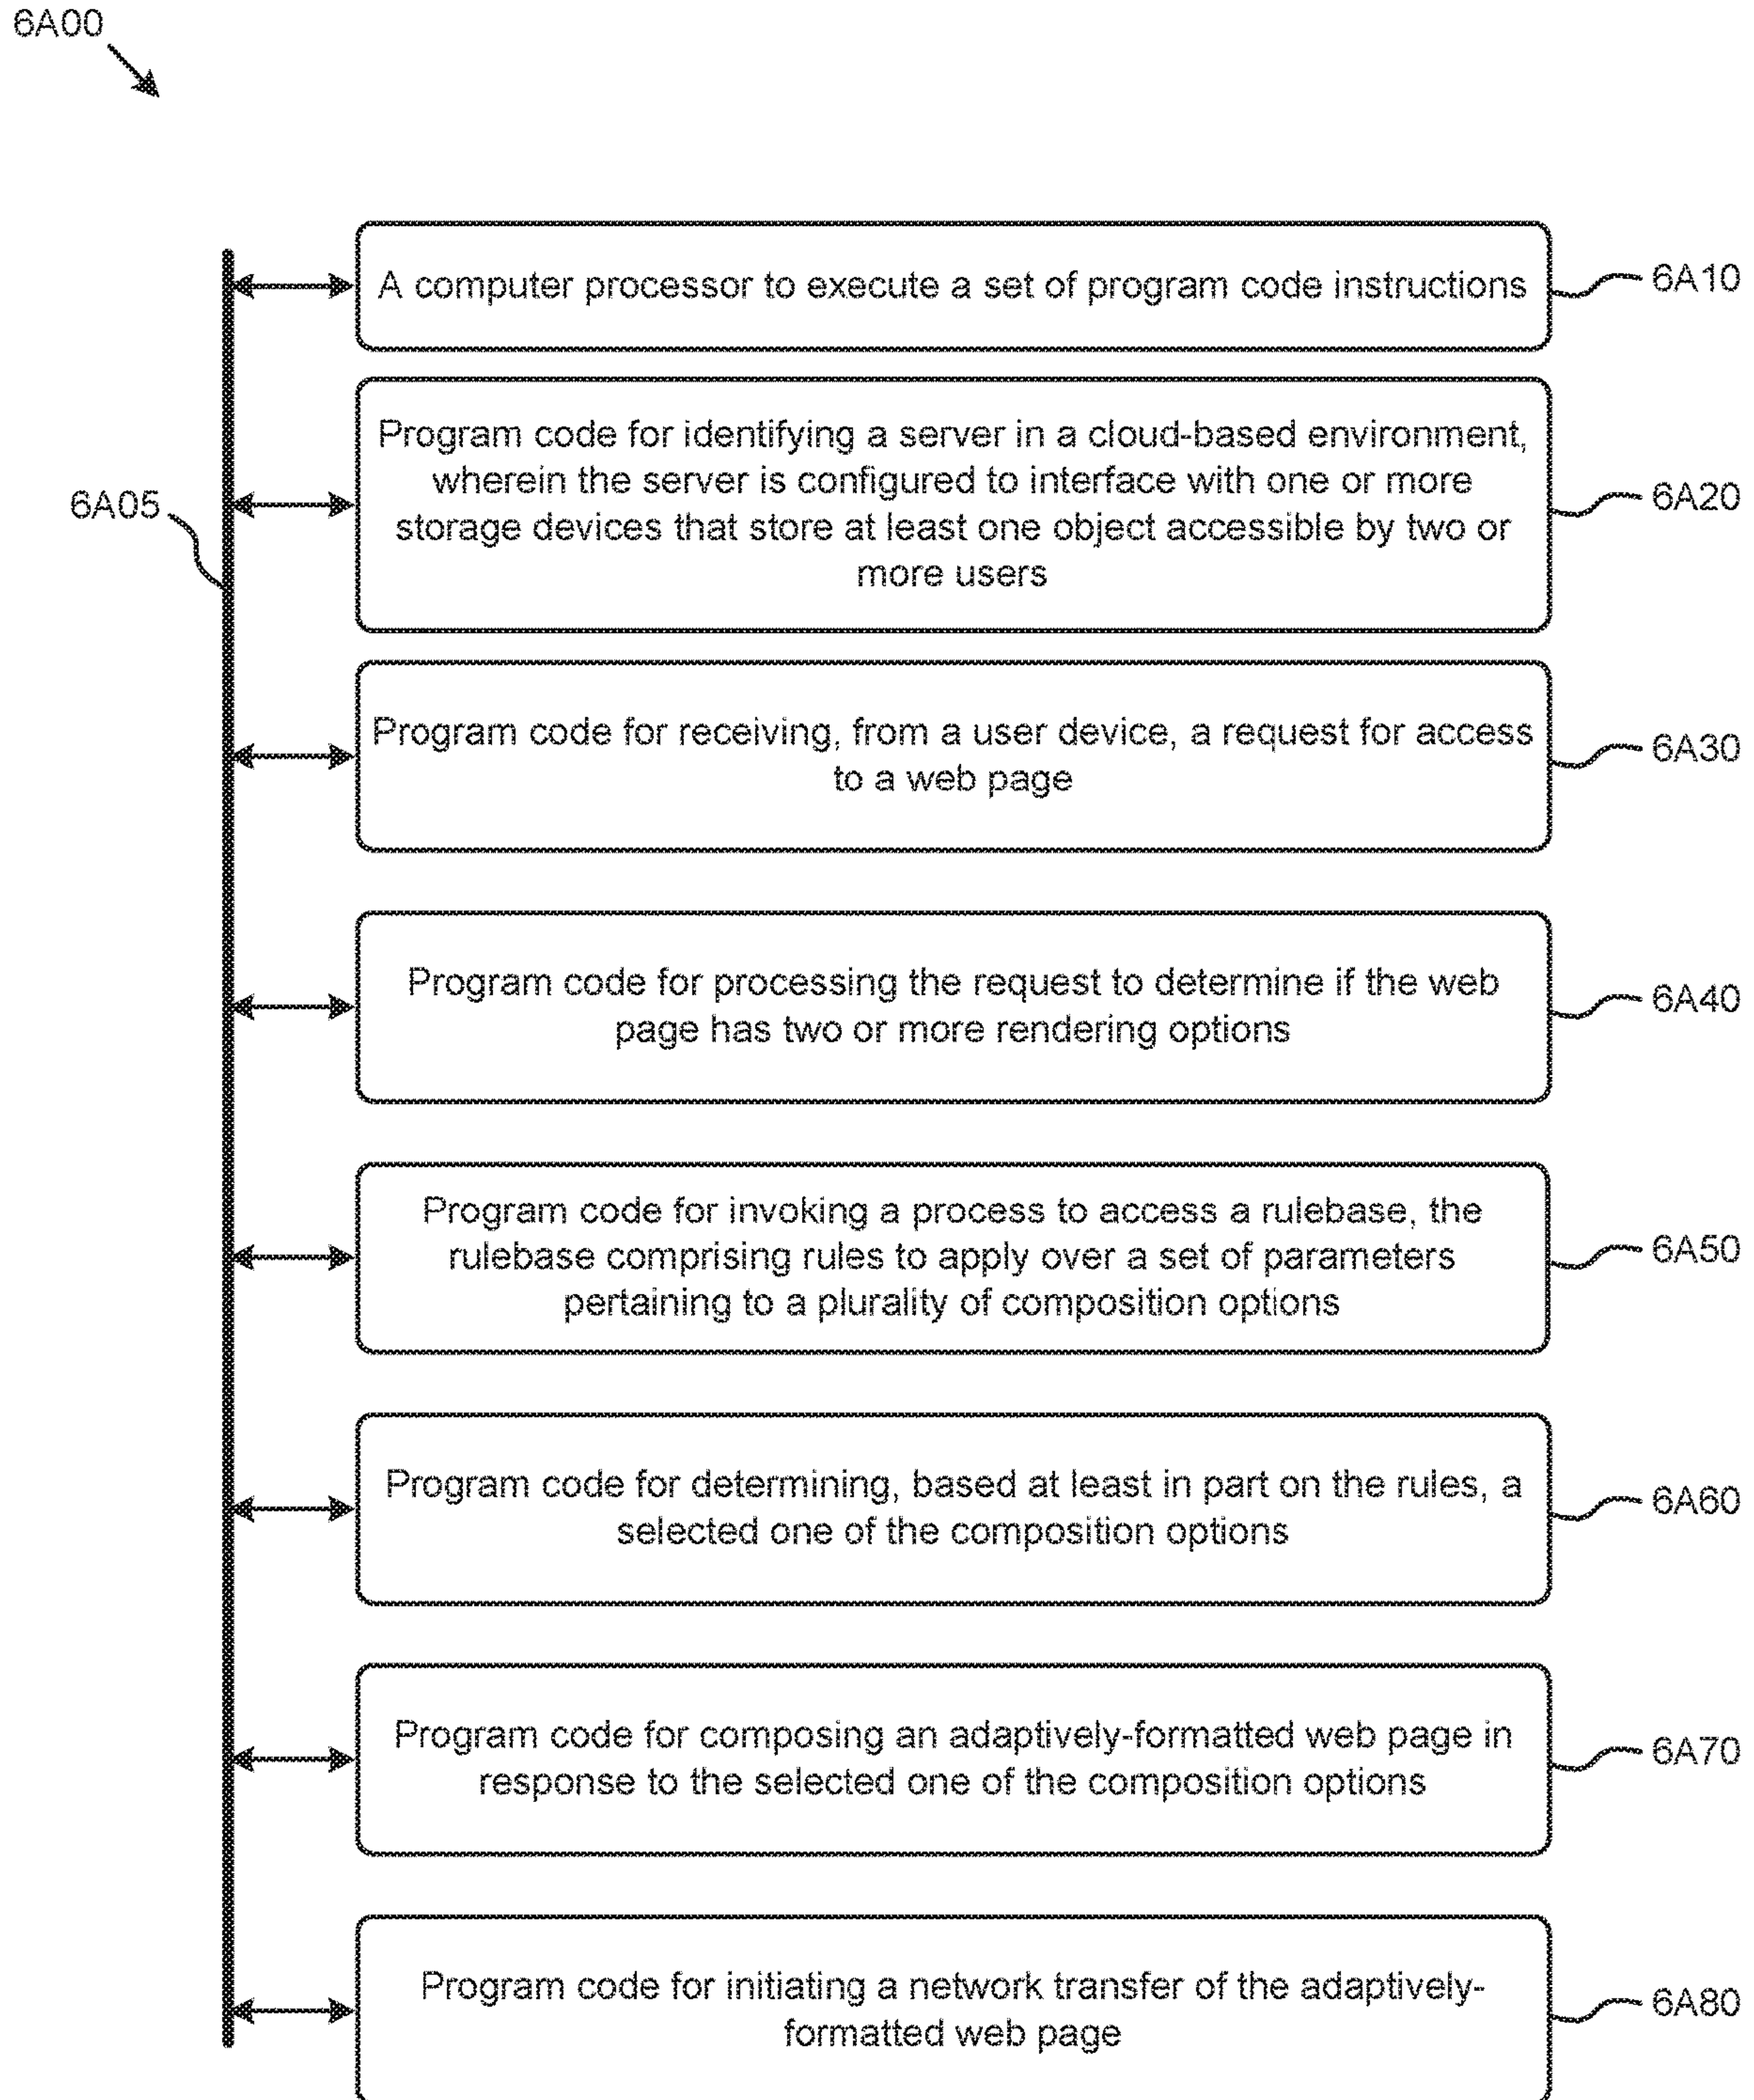 6A00
A computer processor to execute a set of program code instructions
6A10
Program code for identifying a server in a cloud-based environment,
wherein the server is configured to interface with one or more
storage devices that store at least one object accessible by two or
more users
6A05
6A20
Program code for receiving, from a user device, a request for access
to a web page
6A30
Program code for processing the request to determine if the web
page has two or more rendering options
6A40
Program code for invoking a process to access a rulebase, the
rulebase comprising rules to apply over a set of parameters
pertaining to a plurality of composition options
6A50
Program code for determining, based at least in part on the rules, a
selected one of the composition options
6A60
Program code for composing an adaptively-formatted web page in
response to the selected one of the composition options
6A70
Program code for initiating a network transfer of the adaptively-
formatted web page
6A80